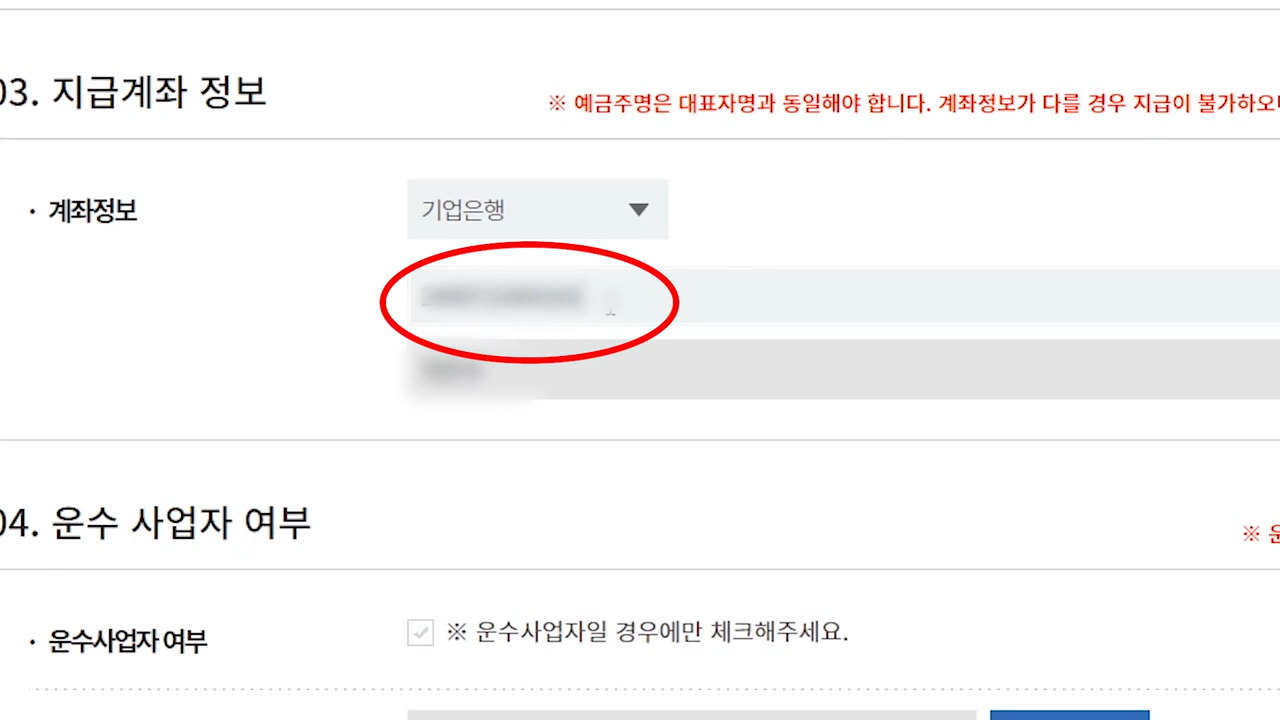 03. 지급계좌 정보
※ 예금주명은 대표자명과 동일해야 합니다. 계좌정보가 다를 경우 지급이 불가하오
· 계좌정보
기업은행
04. 운수 사업자 여부
※ 운
· 운수사업자 여부
※ 운수사업자일 경우에만 체크해주세요.